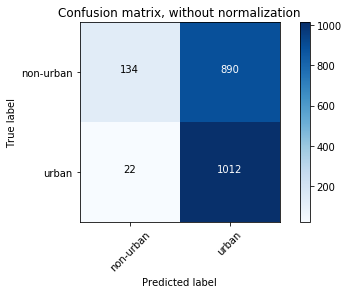 Confusion matrix, without normalization
True label
non-urban
134
890
urban
22
1012
non-urban
urban
Predicted label
1000
800
600
400
200